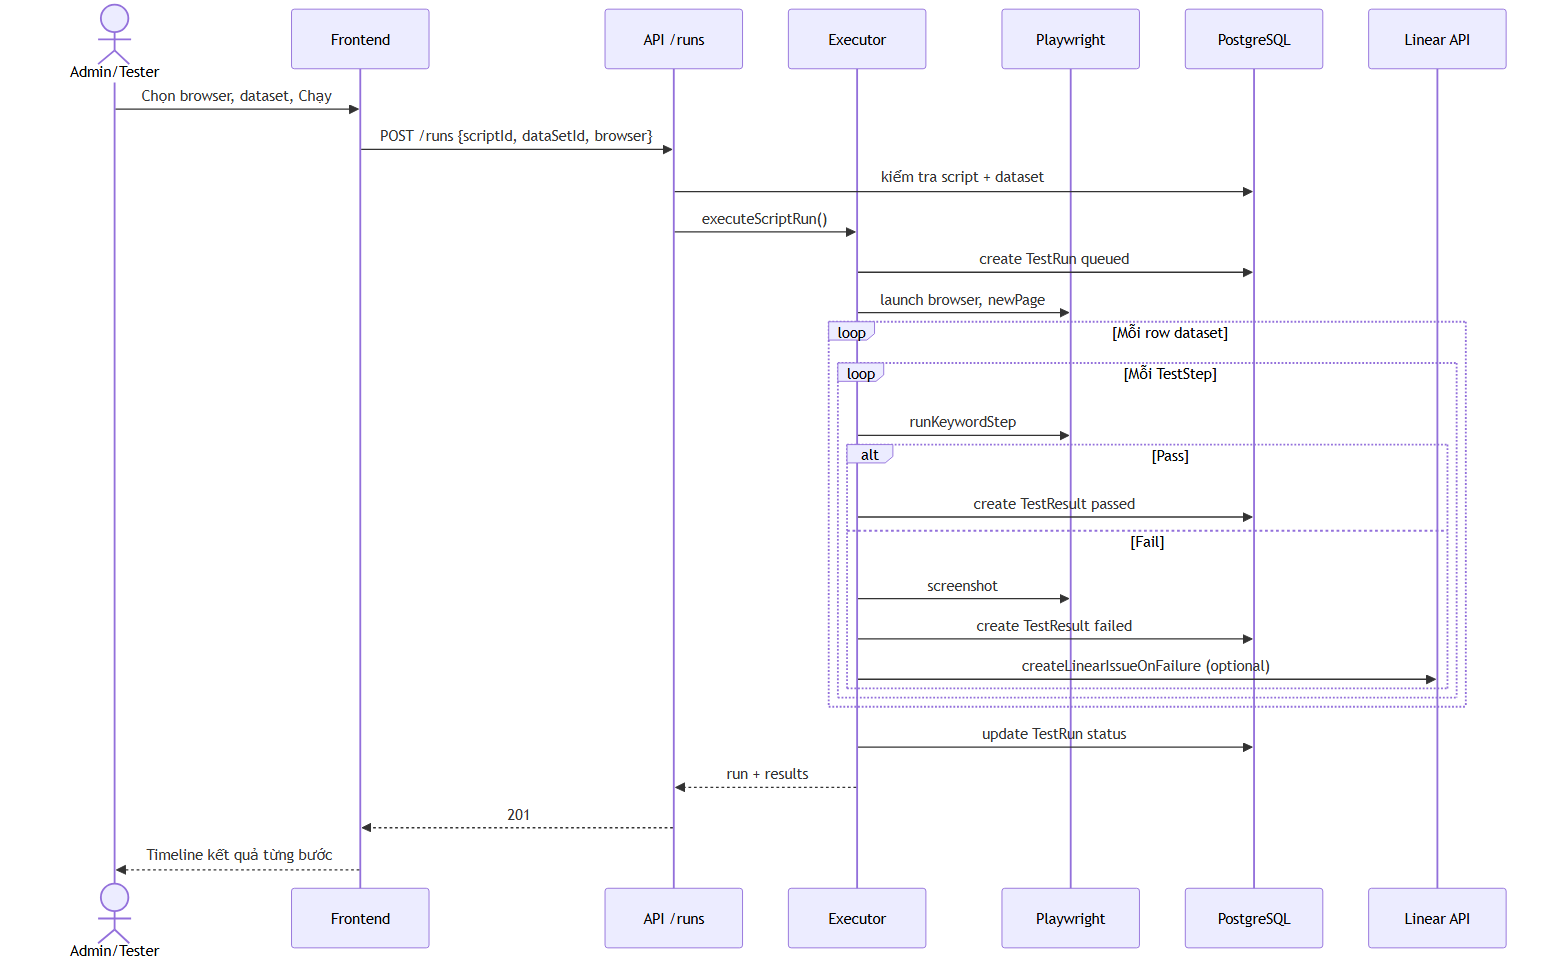 Admin/Tester
Frontend
API /runs
Executor
Playwright
PostgreSQL
Linear API
Chọn browser, dataset, Chạy
POST /runs {scriptId, dataSetId, browser}
kiểm tra script + dataset
executeScriptRun()
create TestRun queued
launch browser, newPage
loop
[Mỗi row dataset]
loop
[Mỗi TestStep]
runKeywordStep
alt
[Pass]
create TestResult passed
[Fail]
screenshot
create TestResult failed
createLinearIssueOnFailure (optional)
update TestRun status
run + results
201
Timeline kết quả từng bước
Admin/Tester
Frontend
API /runs
Executor
Playwright
PostgreSQL
Linear API